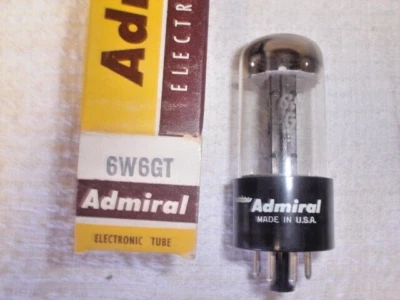 Adm
ELECTR
6W6GT
Admiral
ELECTRONIC TUBE
Admiral
MADE IN U.S.A.